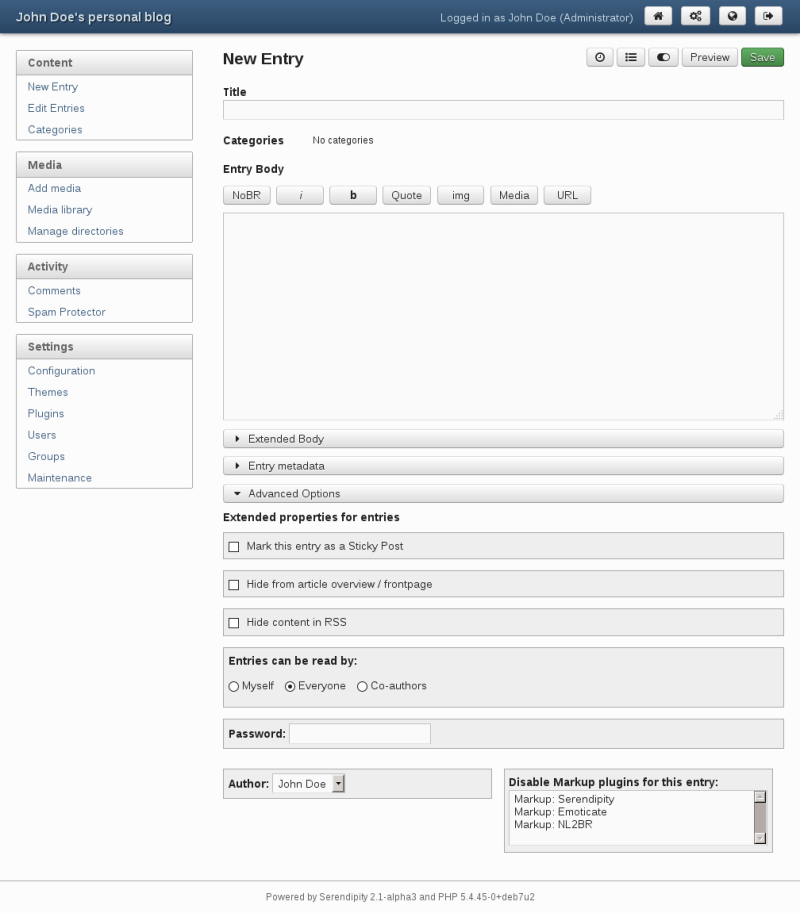 John Doe's personal blog
Logged in as John Doe (Administrator)
Content
New Entry
Edit Entries
Categories
Media
Add media
Media library
Manage directories
Activity
Comments
Spam Protector
Settings
Configuration
Themes
Plugins
Users
Groups
Maintenance
New Entry
Preview
Save
Title
Categories No categories
Entry Body
NoBR i b Quote img Media URL
Extended Body
Entry metadata
Advanced Options
Extended properties for entries
Mark this entry as a Sticky Post
Hide from article overview / frontpage
Hide content in RSS
Entries can be read by:
Myself Everyone Co-authors
Password:
Author: John Doe
Disable Markup plugins for this entry:
Markup: Serendipity
Markup: Emoticate
Markup: NL2BR
Powered by Serendipity 2.1-alpha3 and PHP 5.4.45-0+deb7u2